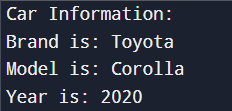 Car Information:
Brand is: Toyota
Model is: Corolla
Year is: 2020